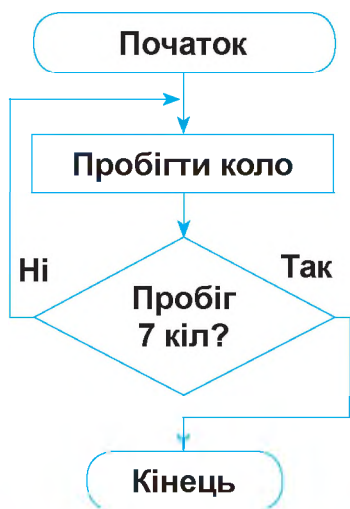 Початок
Пробігти коло
Ні
Так
Пробіг
7 кіл?
Кінець